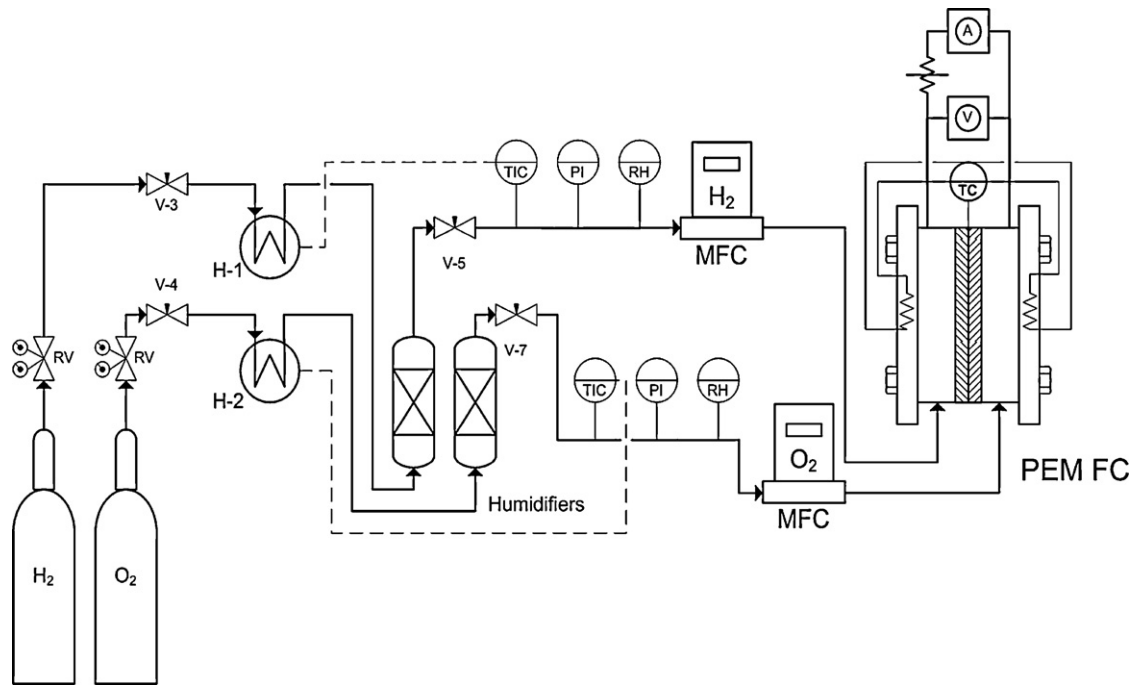 A
V
TIC
PI
RH
H₂
MFC
TC
V-3
H-1
V-5
V-4
RV
RV
H-2
V-7
TIC
PI
RH
O₂
MFC
PEM FC
Humidifiers
H₂
O₂